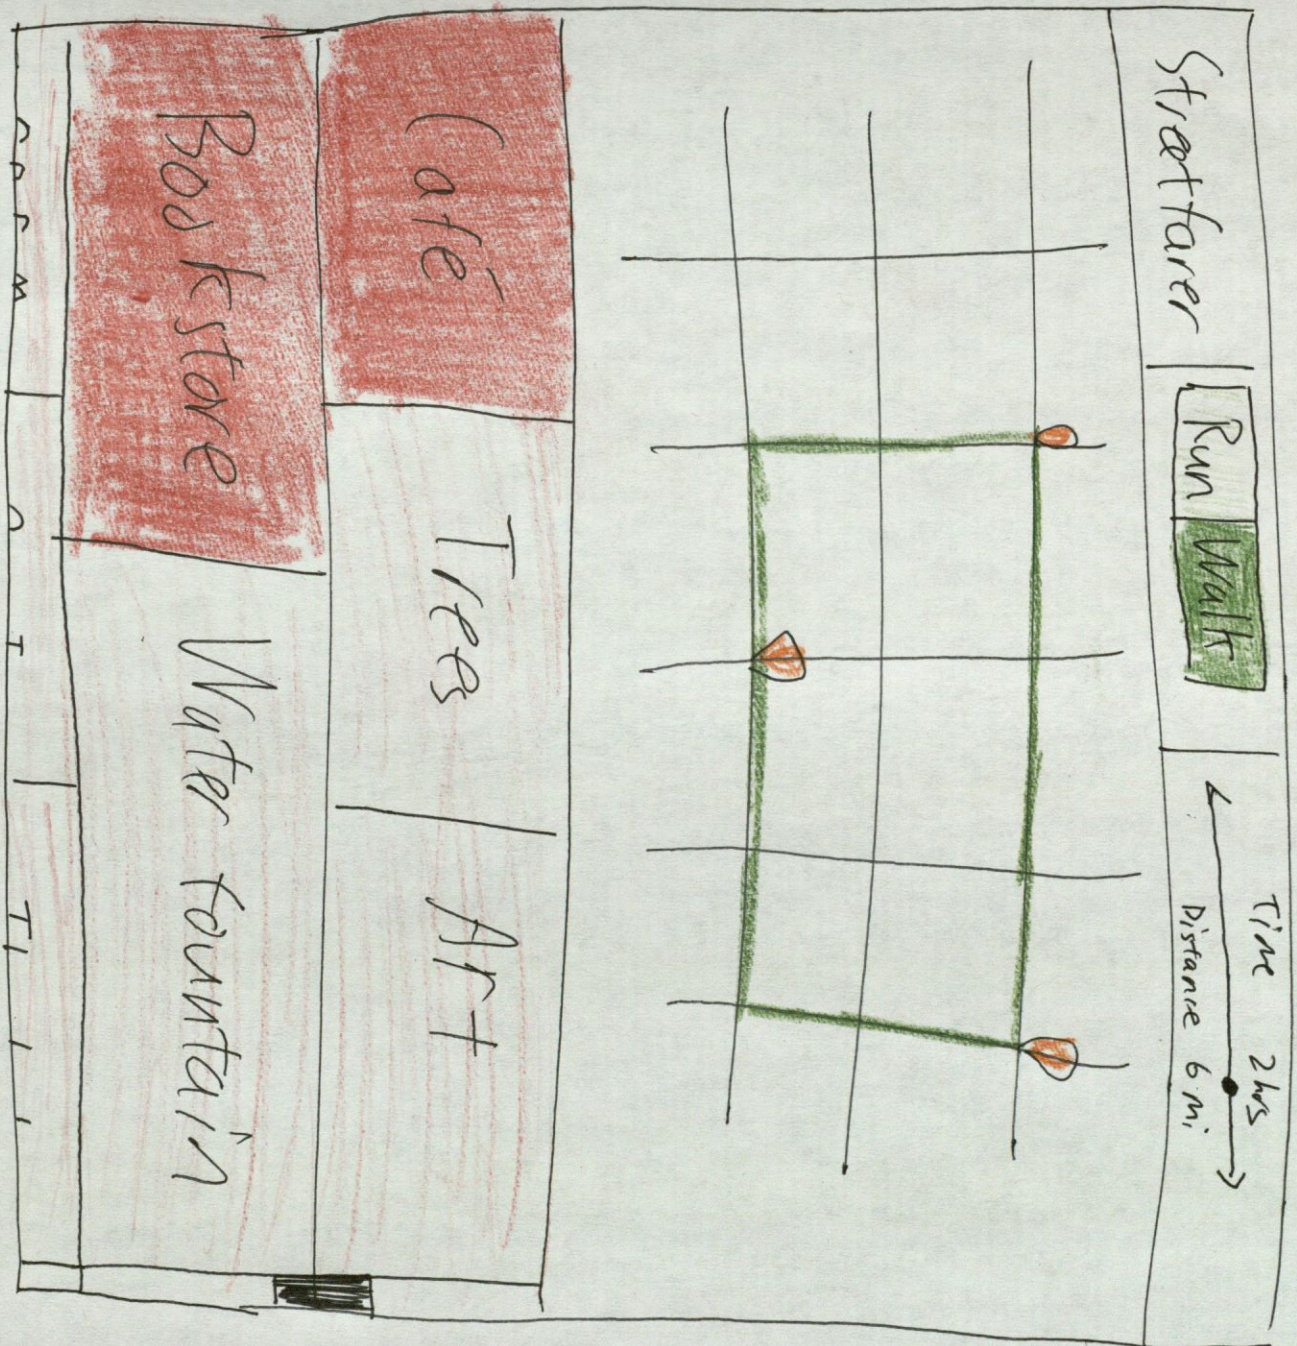 Streetfarer Run Walk Time 2hrs
Distance 6 mi
Café Trees Art
Bookstore Water fountain